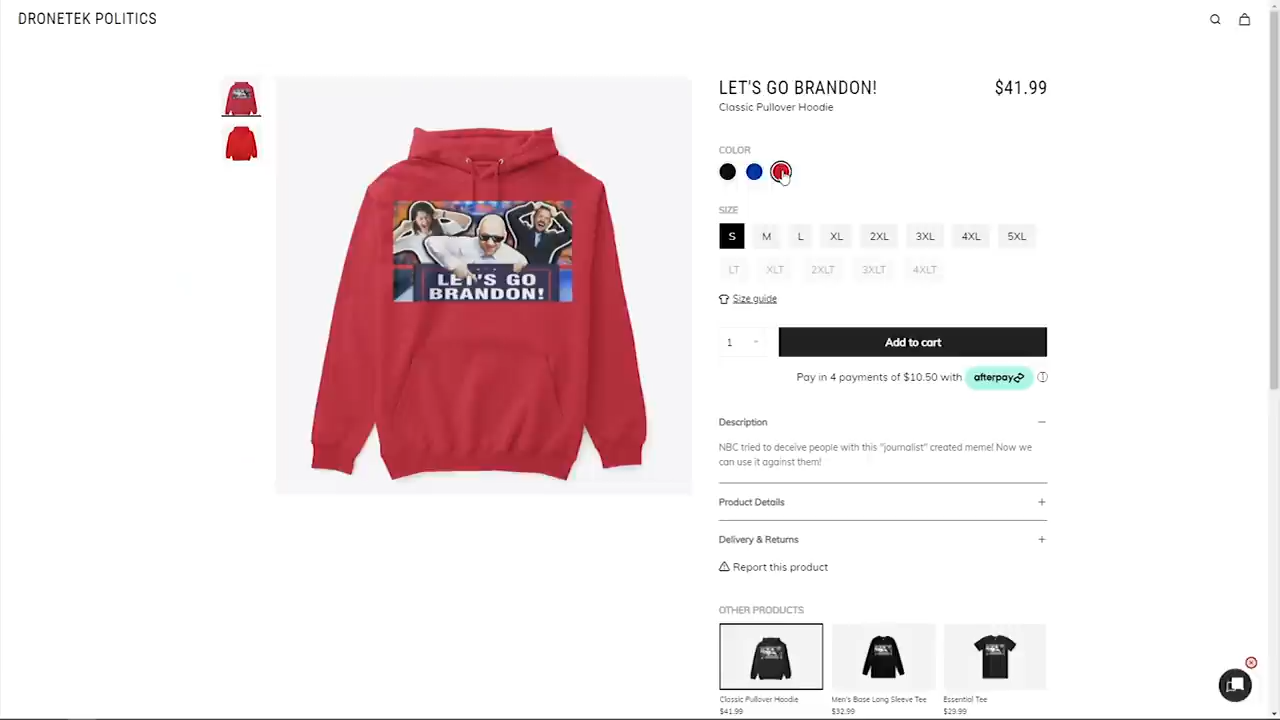 DRONETEK POLITICS
LET'S GO BRANDON!
$41.99
Classic Pullover Hoodie
COLOR
SIZE
S M L XL 2XL 3XL 4XL 5XL
LT XLT 2XLT 3XLT 4XLT
Size guide
1
Add to cart
Pay in 4 payments of $10.50 with afterpay
LET'S GO
BRANDON!
Description
NBC tried to deceive people with this "journalist" created meme! Now we
can use it against them!
Product Details
Delivery & Returns
Report this product
OTHER PRODUCTS
Classic Pullover Hoodie
$41.99
Men's Base Long Sleeve Tee
$32.99
Essential Tee
$29.99